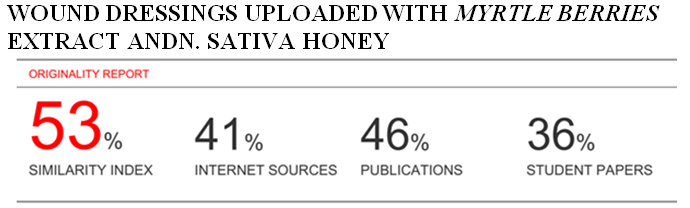 WOUND DRESSINGS UPLOADED WITH MYRTLE BERRIES
EXTRACT ANDN. SATIVA HONEY
ORIGINALITY REPORT
53% 41% 46% 36%
SIMILARITY INDEX INTERNET SOURCES PUBLICATIONS STUDENT PAPERS